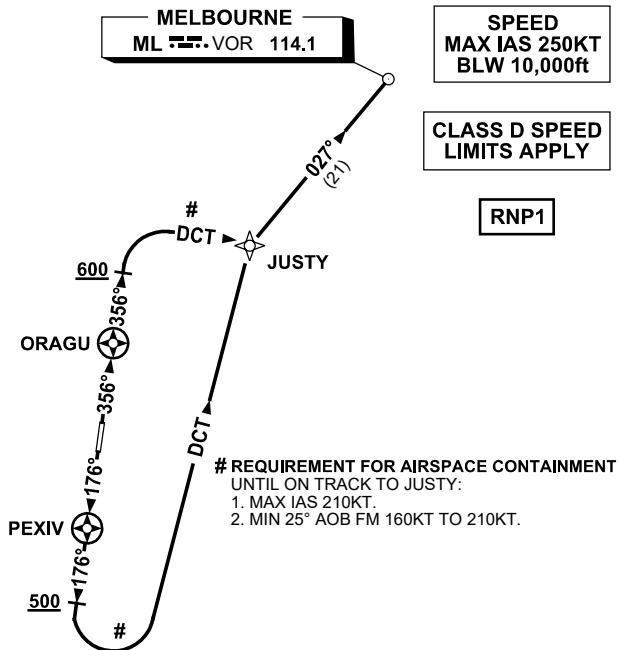 MELBOURNE
ML VOR 114.1
SPEED
MAX IAS 250KT
BLW 10,000ft
CLASS D SPEED
LIMITS APPLY
RNP1
027°
(21)
#
DCT
JUSTY
600
356°
ORAGU
356°
DCT
176°
PEXIV
176°
500
#
# REQUIREMENT FOR AIRSPACE CONTAINMENT
UNTIL ON TRACK TO JUSTY:
1. MAX IAS 210KT.
2. MIN 25° AOB FM 160KT TO 210KT.